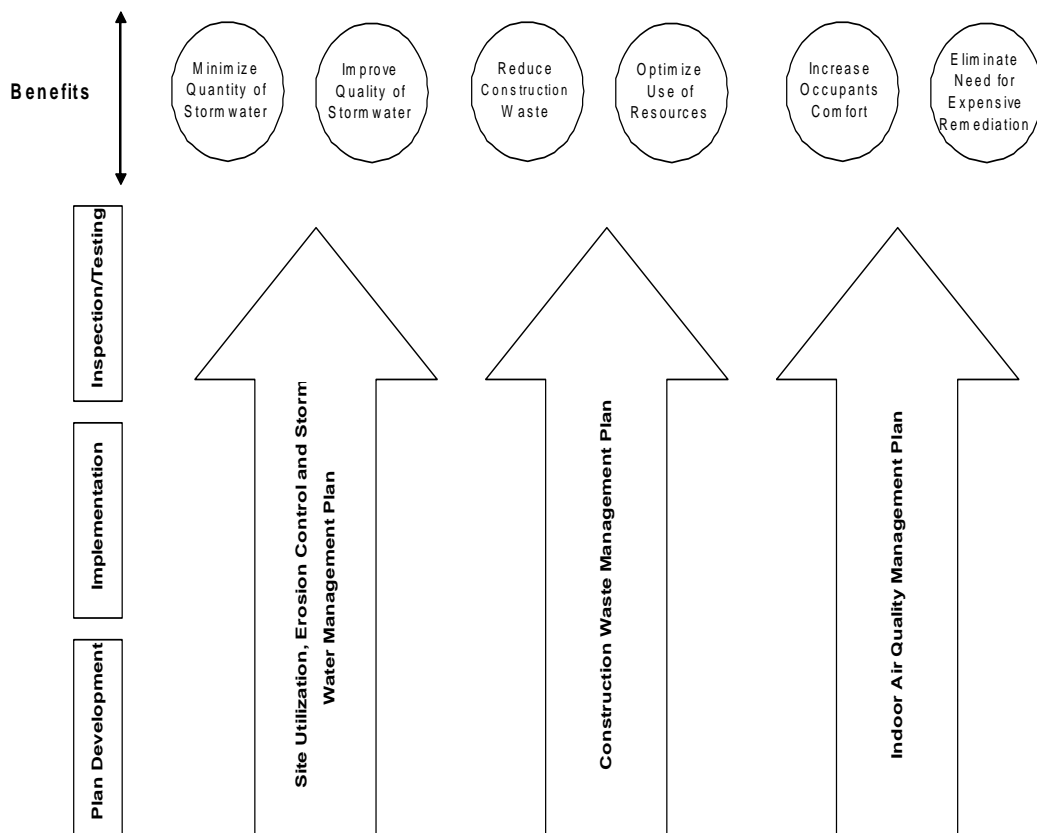 Benefits
Minimize
Quantity of
Stormwater
Improve
Quality of
Stormwater
Reduce
Construction
Waste
Optimize
Use of
Resources
Increase
Occupants
Comfort
Eliminate
Need for
Expensive
Remediation
Inspection/Testing
Implementation
Plan Development
Site Utilization, Erosion Control and Storm
Water Management Plan
Construction Waste Management Plan
Indoor Air Quality Management Plan